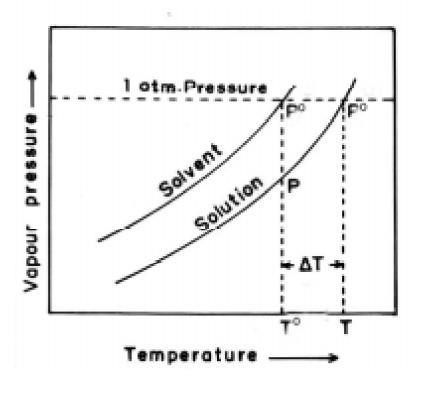 1 atm. Pressure
P° P°
Solvent
Solution
P
ΔT
T° T
Vapour pressure
Temperature